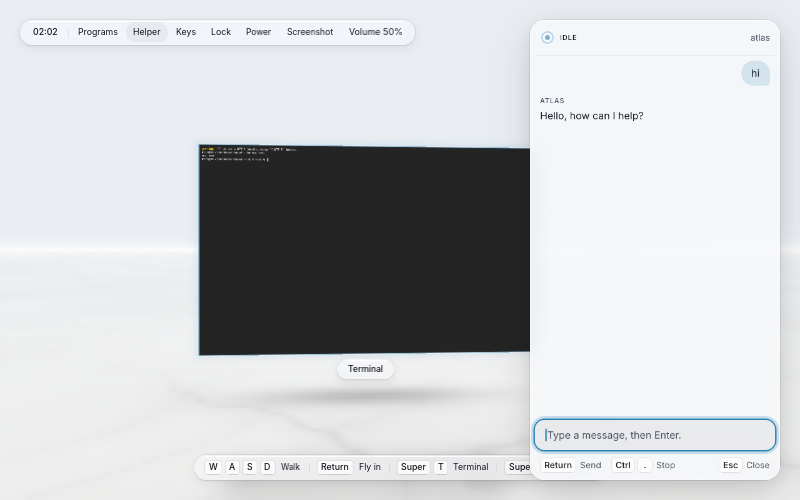 02:02 Programs Helper Keys Lock Power Screenshot Volume 50%
IDLE atlas
hi
ATLAS
Hello, how can I help?
Terminal
Type a message, then Enter.
Return Send Ctrl . Stop Esc Close
W A S D Walk Return Fly in Super T Terminal